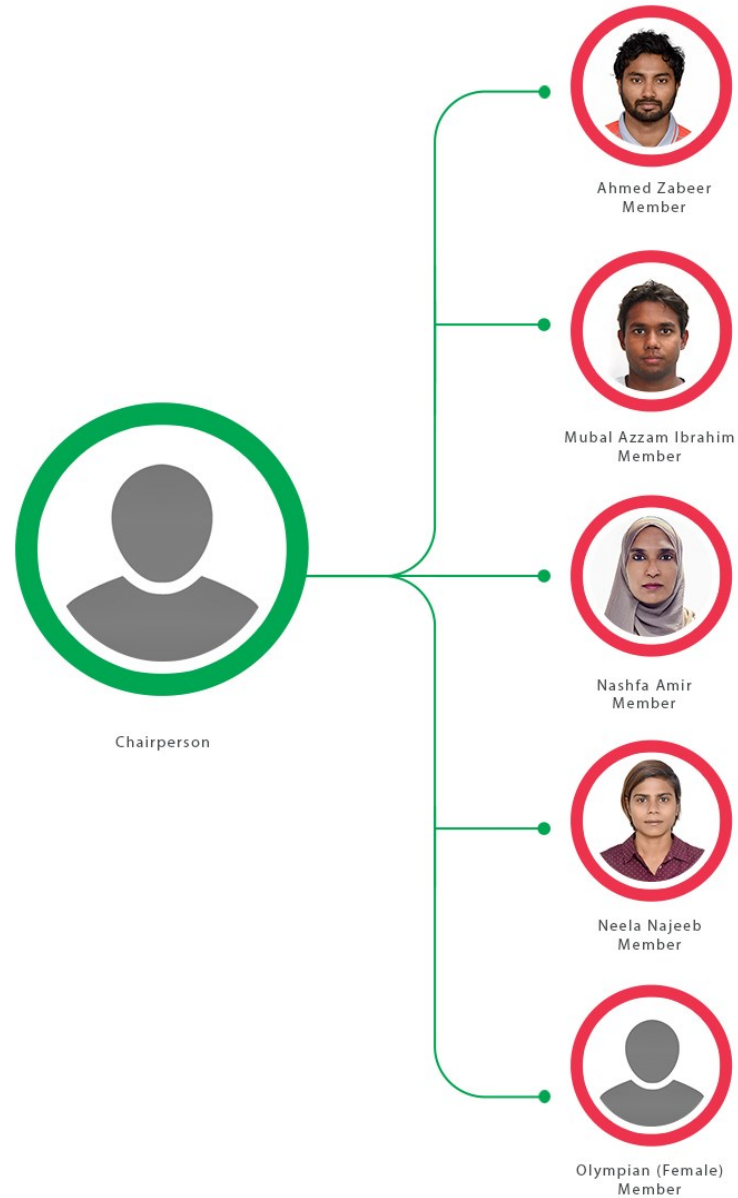 Ahmed Zabeer
Member
Mubal Azzam Ibrahim
Member
Chairperson
Nashfa Amir
Member
Neela Najeeb
Member
Olympian (Female)
Member